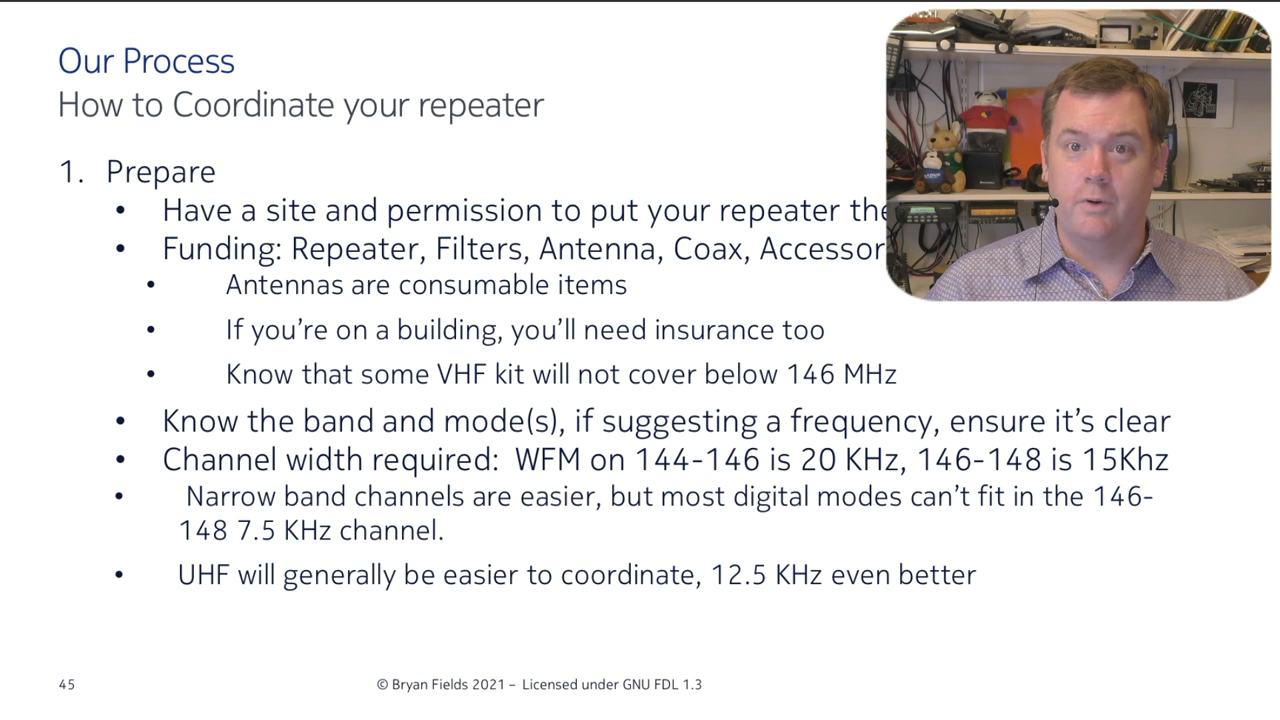 Our Process
How to Coordinate your repeater
1. Prepare
• Have a site and permission to put your repeater
• Funding: Repeater, Filters, Antenna, Coax,
• Antennas are consumable items
• If you’re on a building, you’ll need insurance too
• Know that some VHF kit will not cover below 146 MHz
• Know the band and mode(s), if suggesting a frequency, ensure it’s clear
• Channel width required: WFM on 144-146 is 20 KHz, 146-148 is 15Khz
• Narrow band channels are easier, but most digital modes can’t fit in the 146-
148 7.5 KHz channel.
• UHF will generally be easier to coordinate, 12.5 KHz even better
45
© Bryan Fields 2021 – Licensed under GNU FDL 1.3